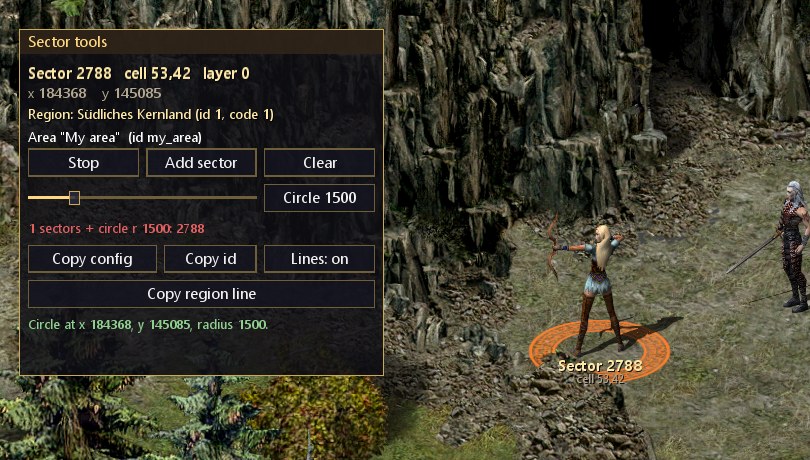 Sector tools
Sector 2788 cell 53,42 layer 0
x 184368 y 145085
Region: Südliches Kernland (id 1, code 1)
Area "My area" (id my_area)
Stop Add sector Clear
Circle 1500
1 sectors + circle r 1500: 2788
Copy config Copy id Lines: on
Copy region line
Circle at x 184368, y 145085, radius 1500.
Sector 2788
cell 53,42